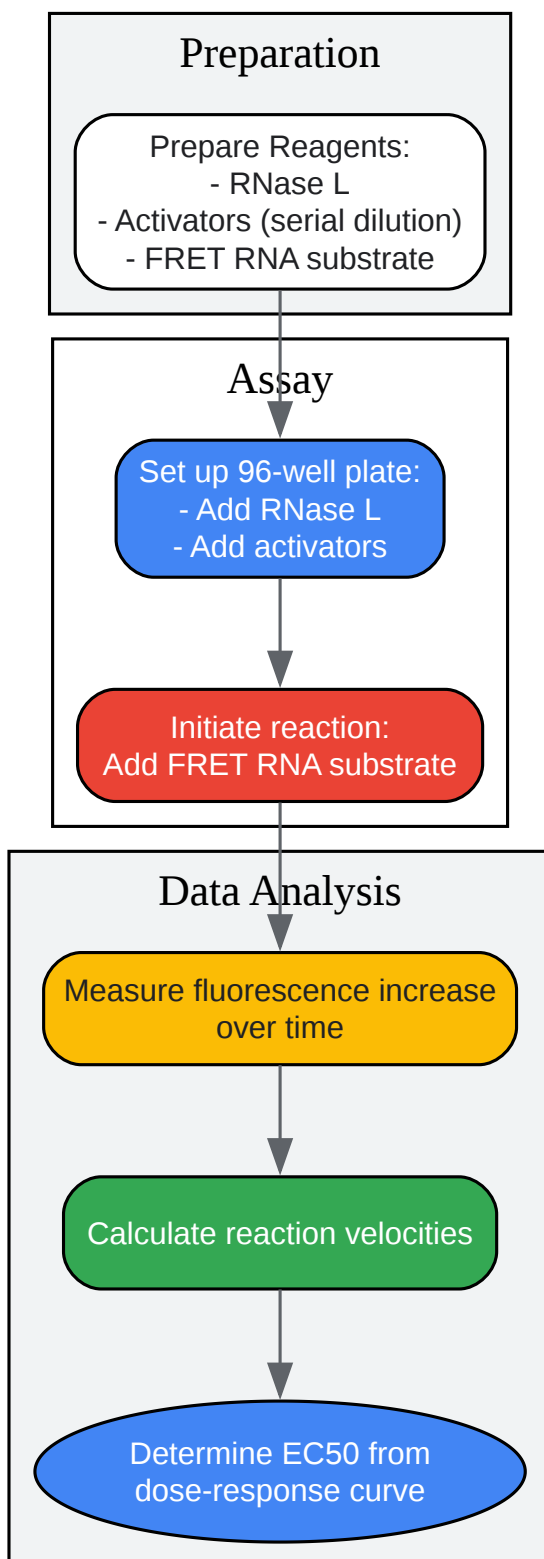 Preparation
Prepare Reagents:
- RNase L
- Activators (serial dilution)
- FRET RNA substrate
Assay
Set up 96-well plate:
- Add RNase L
- Add activators
Initiate reaction:
Add FRET RNA substrate
Data Analysis
Measure fluorescence increase
over time
Calculate reaction velocities
Determine EC50 from
dose-response curve